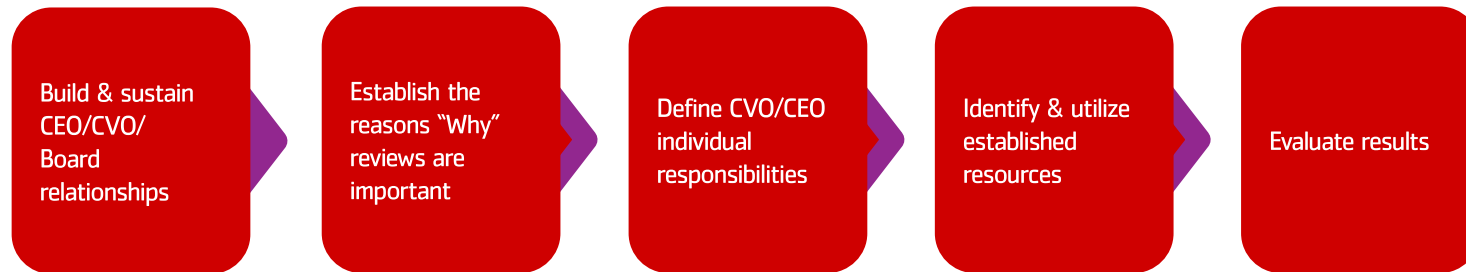 Build & sustain
CEO/CVO/
Board
relationships
Establish the
reasons “Why”
reviews are
important
Define CVO/CEO
individual
responsibilities
Identify & utilize
established
resources
Evaluate results